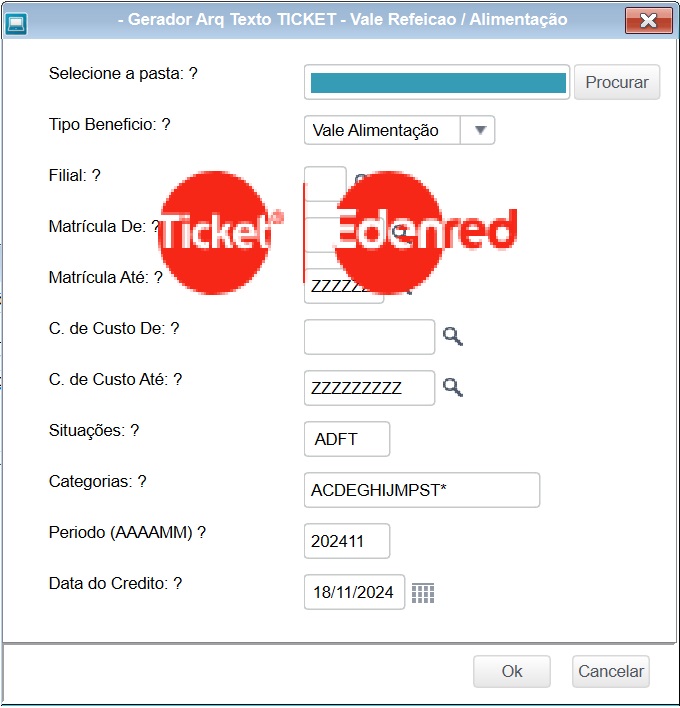 - Gerador Arq Texto TICKET - Vale Refeicao / Alimentação
Selecione a pasta: ?
Procurar
Tipo Beneficio: ?
Vale Alimentação
Filial: ?
Matrícula De: ?
Ticket®
Edenred
Matrícula Até: ?
ZZZZZZ
C. de Custo De: ?
C. de Custo Até: ?
ZZZZZZZZZ
Situações: ?
ADFT
Categorias: ?
ACDEGHIJMPST*
Periodo (AAAAMM) ?
202411
Data do Credito: ?
18/11/2024
Ok
Cancelar